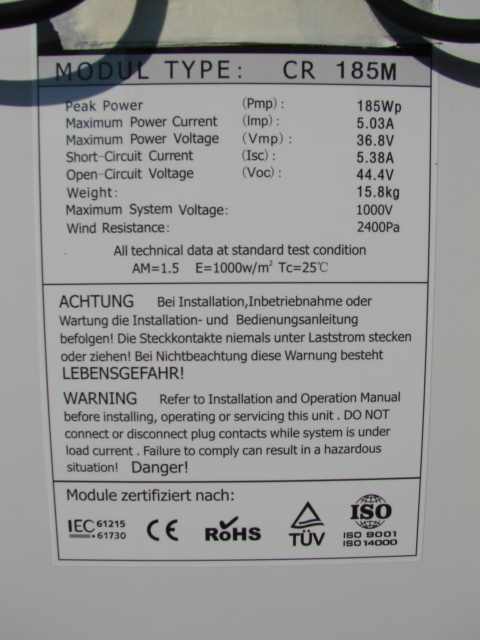 MODUL TYPE: CR 185M
Peak Power (Pmp): 185Wp
Maximum Power Current (Imp): 5.03A
Maximum Power Voltage (Vmp): 36.8V
Short-Circuit Current (Isc): 5.38A
Open-Circuit Voltage (Voc): 44.4V
Weight: 15.8kg
Maximum System Voltage: 1000V
Wind Resistance: 2400Pa
All technical data at standard test condition
AM=1.5 E=1000w/m² Tc=25℃
ACHTUNG Bei Installation,Inbetriebnahme oder
Wartung die Installation- und Bedienungsanleitung
befolgen! Die Steckkontakte niemals unter Laststrom stecken
oder ziehen! Bei Nichtbeachtung diese Warnung besteht
LEBENSGEFAHR!
WARNING Refer to Installation and Operation Manual
before installing, operating or servicing this unit . DO NOT
connect or disconnect plug contacts while system is under
load current . Failure to comply can result in a hazardous
situation! Danger!
Module zertifiziert nach:
IEC 61215
61730
CE
RoHS
TÜV
ISO
ISO 9001
ISO14000